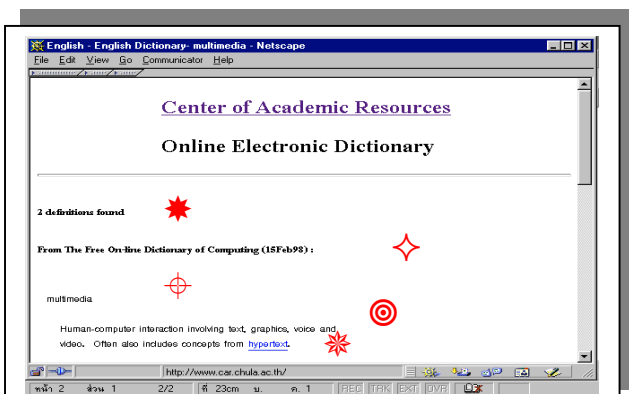 English - English Dictionary- multimedia - Netscape
File Edit View Go Communicator Help
Center of Academic Resources
Online Electronic Dictionary
2 definitions found
From The Free On-line Dictionary of Computing (15Feb98) :
multimedia
Human-computer interaction involving text, graphics, voice and
video. Often also includes concepts from hypertext.
http://www.car.chula.ac.th/
หน้า 2 ส่วน 1 2/2 ที่ 23cm บ. ค. 1 REC TRK EXT OVR